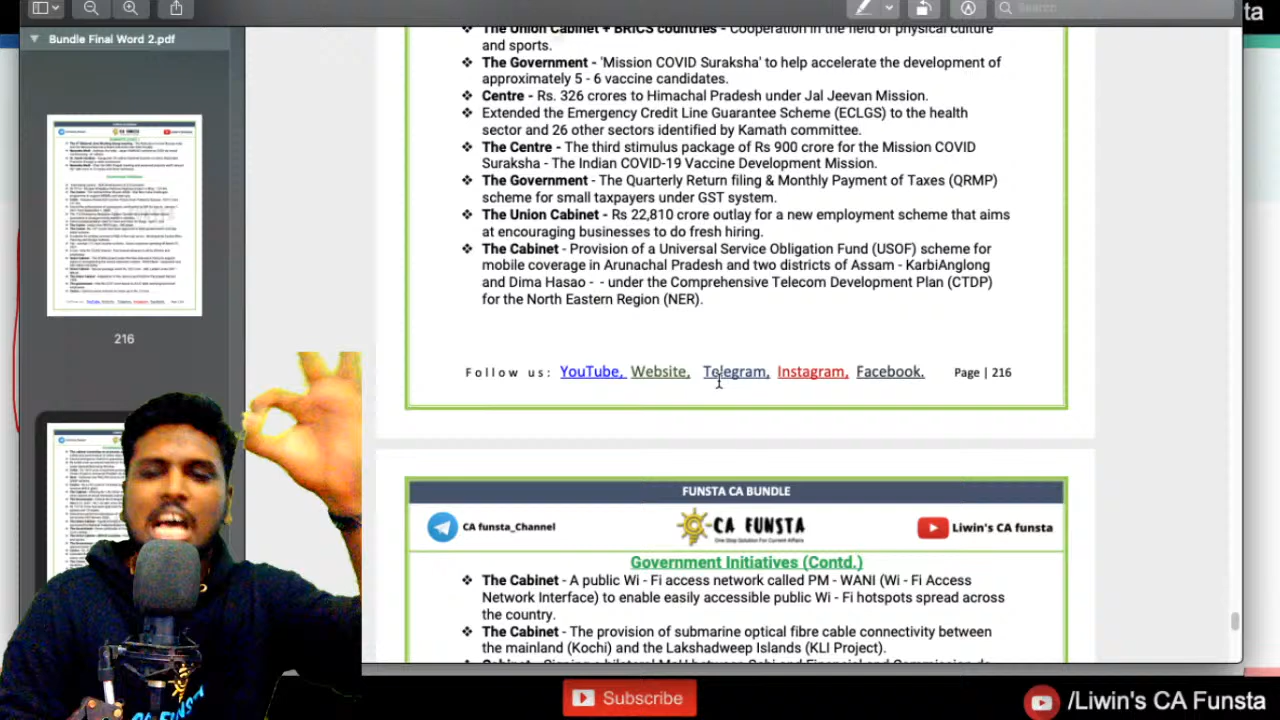 ta
Search
Bundle Final Word 2.pdf
The Union Cabinet + BRICS countries - Cooperation in the field of physical culture
and sports.
❖ The Government - 'Mission COVID Suraksha' to help accelerate the development of
approximately 5 - 6 vaccine candidates.
❖ Centre - Rs. 326 crores to Himachal Pradesh under Jal Jeevan Mission.
❖ Extended the Emergency Credit Line Guarantee Scheme (ECLGS) to the health
sector and 26 other sectors identified by Kamath committee.
❖ The Centre - The third stimulus package of Rs 900 crore for the Mission COVID
Suraksha - The Indian COVID-19 Vaccine Development Mission.
❖ The Government - The Quarterly Return filing & Monthly Payment of Taxes (QRMP)
scheme for small taxpayers under GST system.
❖ The Union Cabinet - Rs 22,810 crore outlay for a new employment scheme that aims
at encouraging businesses to do fresh hiring.
❖ The Cabinet - Provision of a Universal Service Obligation Fund (USOF) scheme for
mobile coverage in Arunachal Pradesh and two districts of Assam - KarbiAnglong
and Dima Hasao - - under the Comprehensive Telecom Development Plan (CTDP)
for the North Eastern Region (NER).
216
Follow us: YouTube, Website, Telegram, Instagram, Facebook. Page | 216
FUNSTA CA BUNDLE
CA funsta Channel
CA FUNSTA
One Stop Solution For Current Affairs
Liwin's CA funsta
Government Initiatives (Contd.)
❖ The Cabinet - A public Wi - Fi access network called PM - WANI (Wi - Fi Access
Network Interface) to enable easily accessible public Wi - Fi hotspots spread across
the country.
❖ The Cabinet - The provision of submarine optical fibre cable connectivity between
the mainland (Kochi) and the Lakshadweep Islands (KLI Project).
CA FUNSTA
Subscribe
/Liwin's CA Funsta